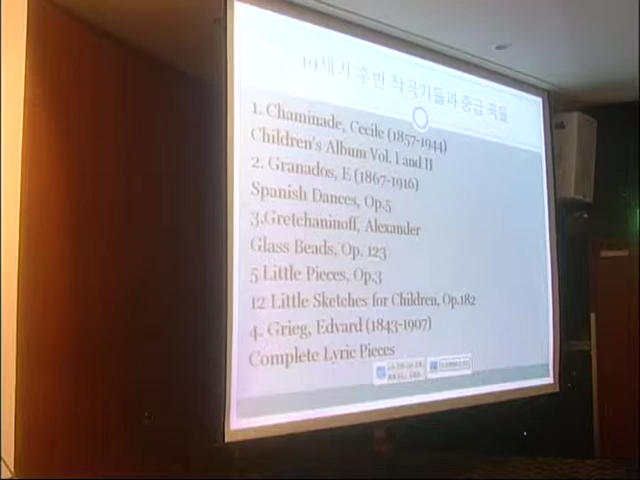 19세기 후반 작곡가들과 중급 곡들
1. Chaminade, Cecile (1857-1944)
Children's Album Vol. I and II
2. Granados, E (1867-1916)
Spanish Dances, Op.5
3.Gretchaninoff, Alexander
Glass Beads, Op. 123
5 Little Pieces, Op.3
12 Little Sketches for Children, Op.182
4. Grieg, Edvard (1843-1907)
Complete Lyric Pieces